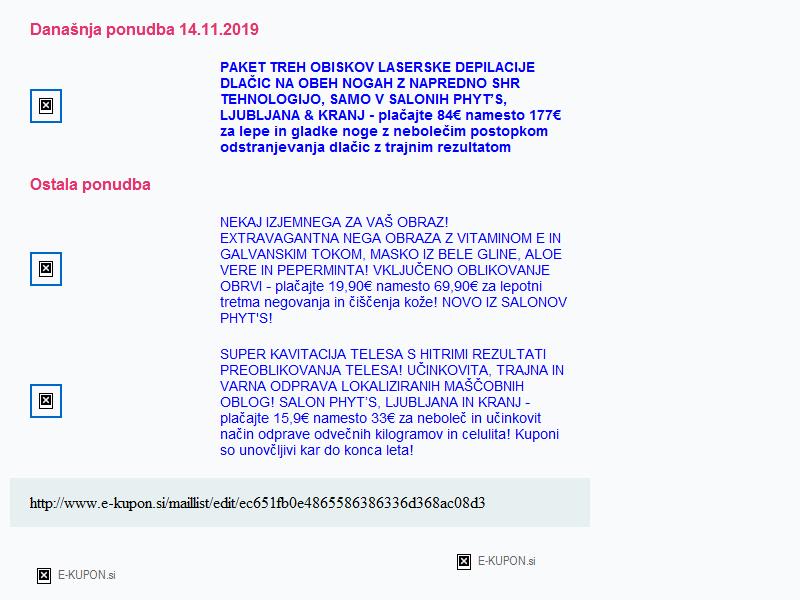 Današnja ponudba 14.11.2019
PAKET TREH OBISKOV LASERSKE DEPILACIJE
DLAČIC NA OBEH NOGAH Z NAPREDNO SHR
TEHNOLOGIJO, SAMO V SALONIH PHYT'S,
LJUBLJANA & KRANJ - plačajte 84€ namesto 177€
za lepe in gladke noge z nebolečim postopkom
odstranjevanja dlačic z trajnim rezultatom
Ostala ponudba
NEKAJ IZJEMNEGA ZA VAŠ OBRAZ!
EXTRAVAGANTNA NEGA OBRAZA Z VITAMINOM E IN
GALVANSKIM TOKOM, MASKO IZ BELE GLINE, ALOE
VERE IN PEPERMINTA! VKLJUČENO OBLIKOVANJE
OBRVI - plačajte 19,90€ namesto 69,90€ za lepotni
tretma negovanja in čiščenja kože! NOVO IZ SALONOV
PHYT'S!
SUPER KAVITACIJA TELESA S HITRIMI REZULTATI
PREOBLIKOVANJA TELESA! UČINKOVITA, TRAJNA IN
VARNA ODPRAVA LOKALIZIRANIH MAŠČOBNIH
OBLOG! SALON PHYT'S, LJUBLJANA IN KRANJ -
plačajte 15,9€ namesto 33€ za neboleč in učinkovit
način odprave odvečnih kilogramov in celulita! Kuponi
so unovčljivi kar do konca leta!
http://www.e-kupon.si/maillist/edit/ec651fb0e4865586386336d368ac08d3
E-KUPON.si
E-KUPON.si